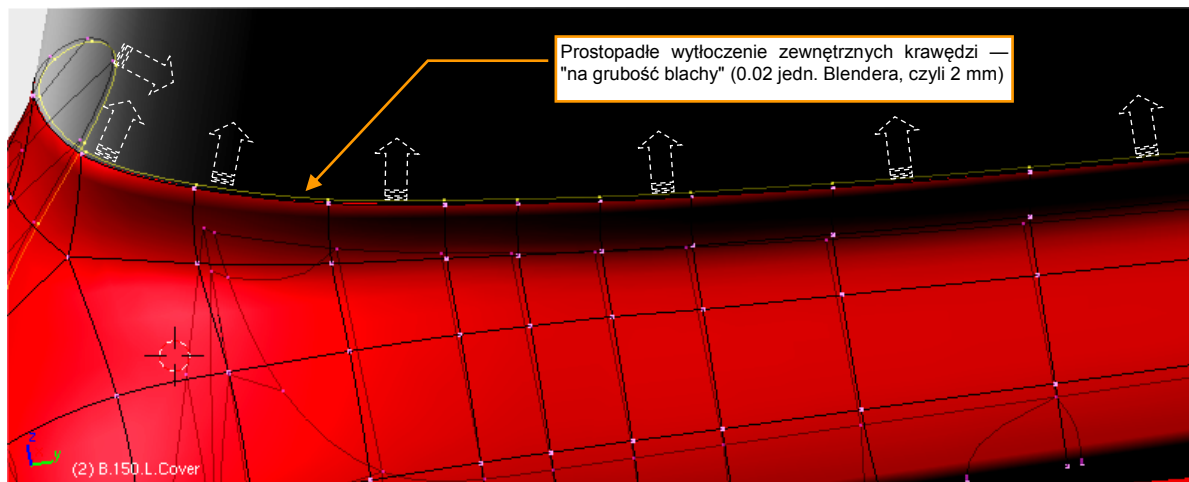 Prostopadłe wytłoczenie zewnętrznych krawędzi —
"na grubość blachy" (0.02 jedn. Blendera, czyli 2 mm)
z
y
(2) B.150.L.Cover